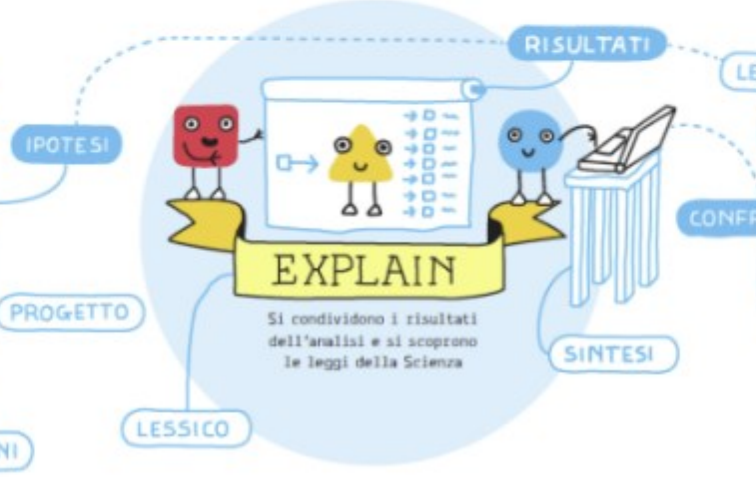 RISULTATI
IPOTESI
EXPLAIN
Si condividono i risultati
dell'analisi e si scoprono
le leggi della Scienza
PROGETTO
SINTESI
LESSICO